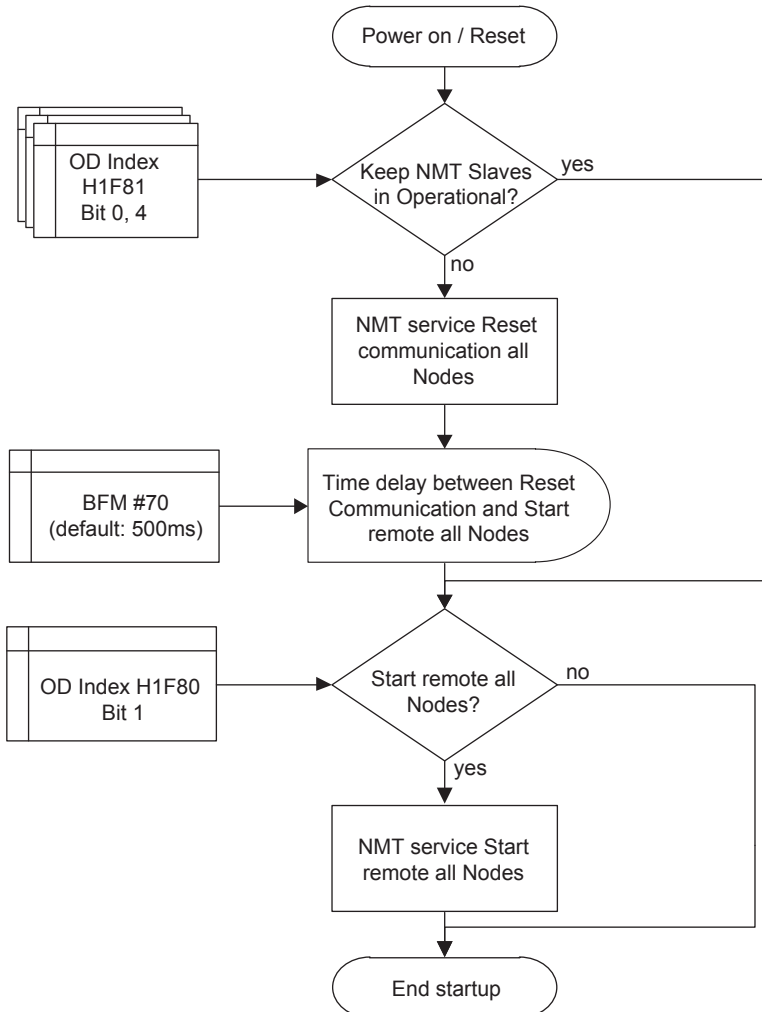 Power on / Reset
OD Index
H1F81
Bit 0, 4
Keep NMT Slaves
in Operational?
yes
no
NMT service Reset
communication all
Nodes
BFM #70
(default: 500ms)
Time delay between Reset
Communication and Start
remote all Nodes
OD Index H1F80
Bit 1
Start remote all
Nodes?
no
yes
NMT service Start
remote all Nodes
End startup